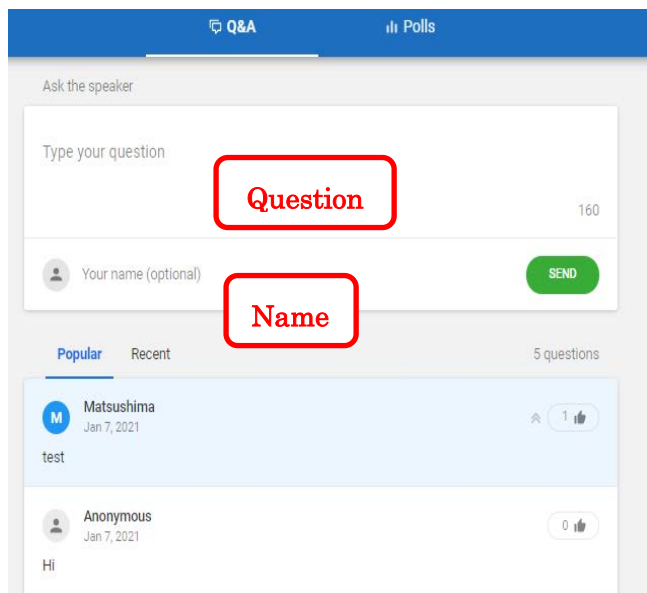 Q&A
Polls
Ask the speaker
Type your question
Question
160
Your name (optional)
SEND
Name
Popular Recent 5 questions
M Matsushima
Jan 7, 2021
1
test
Anonymous
Jan 7, 2021
0
Hi